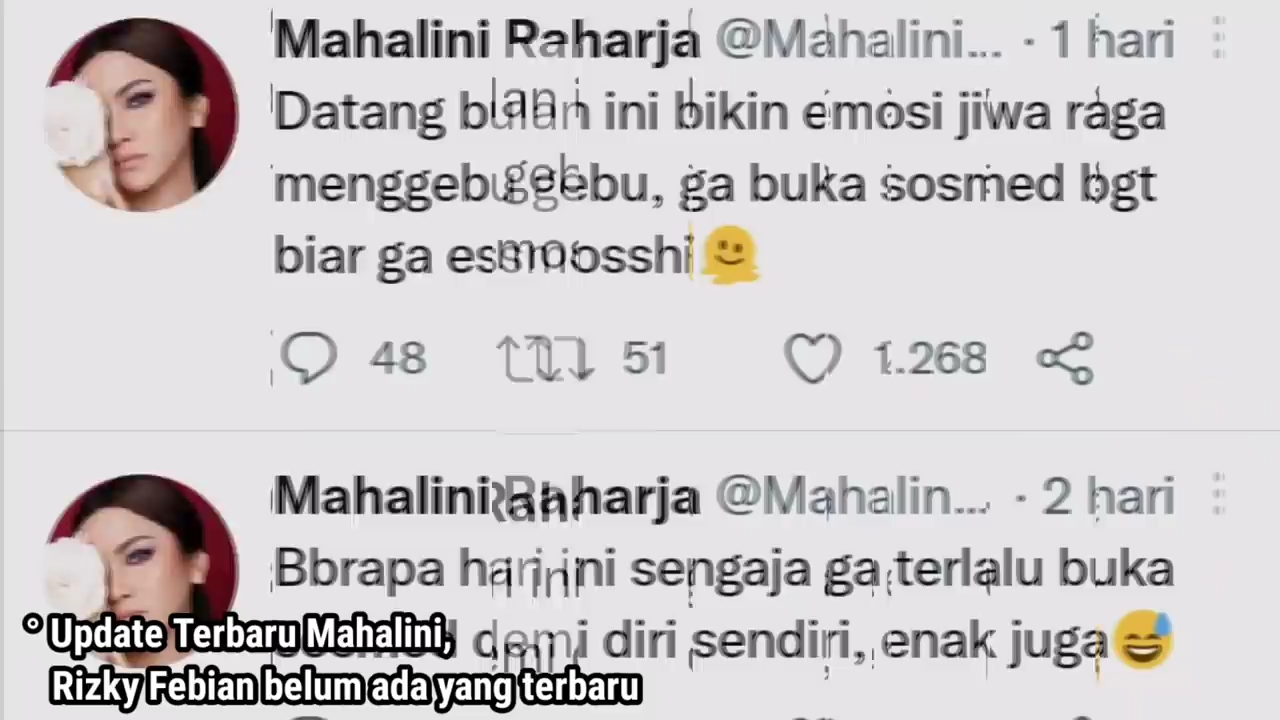 Mahalini Raharja @Mahalini... · 1 hari
Datang bulan ini bikin emosi jiwa raga
menggebu gebu, ga buka sosmed bgt
biar ga esmosshi
48 51 1.268
Mahalini Raharja @Mahalin... · 2 hari
Bbrapa hari ini sengaja ga terlalu buka
demi diri sendiri, enak juga
° Update Terbaru Mahalini,
Rizky Febian belum ada yang terbaru